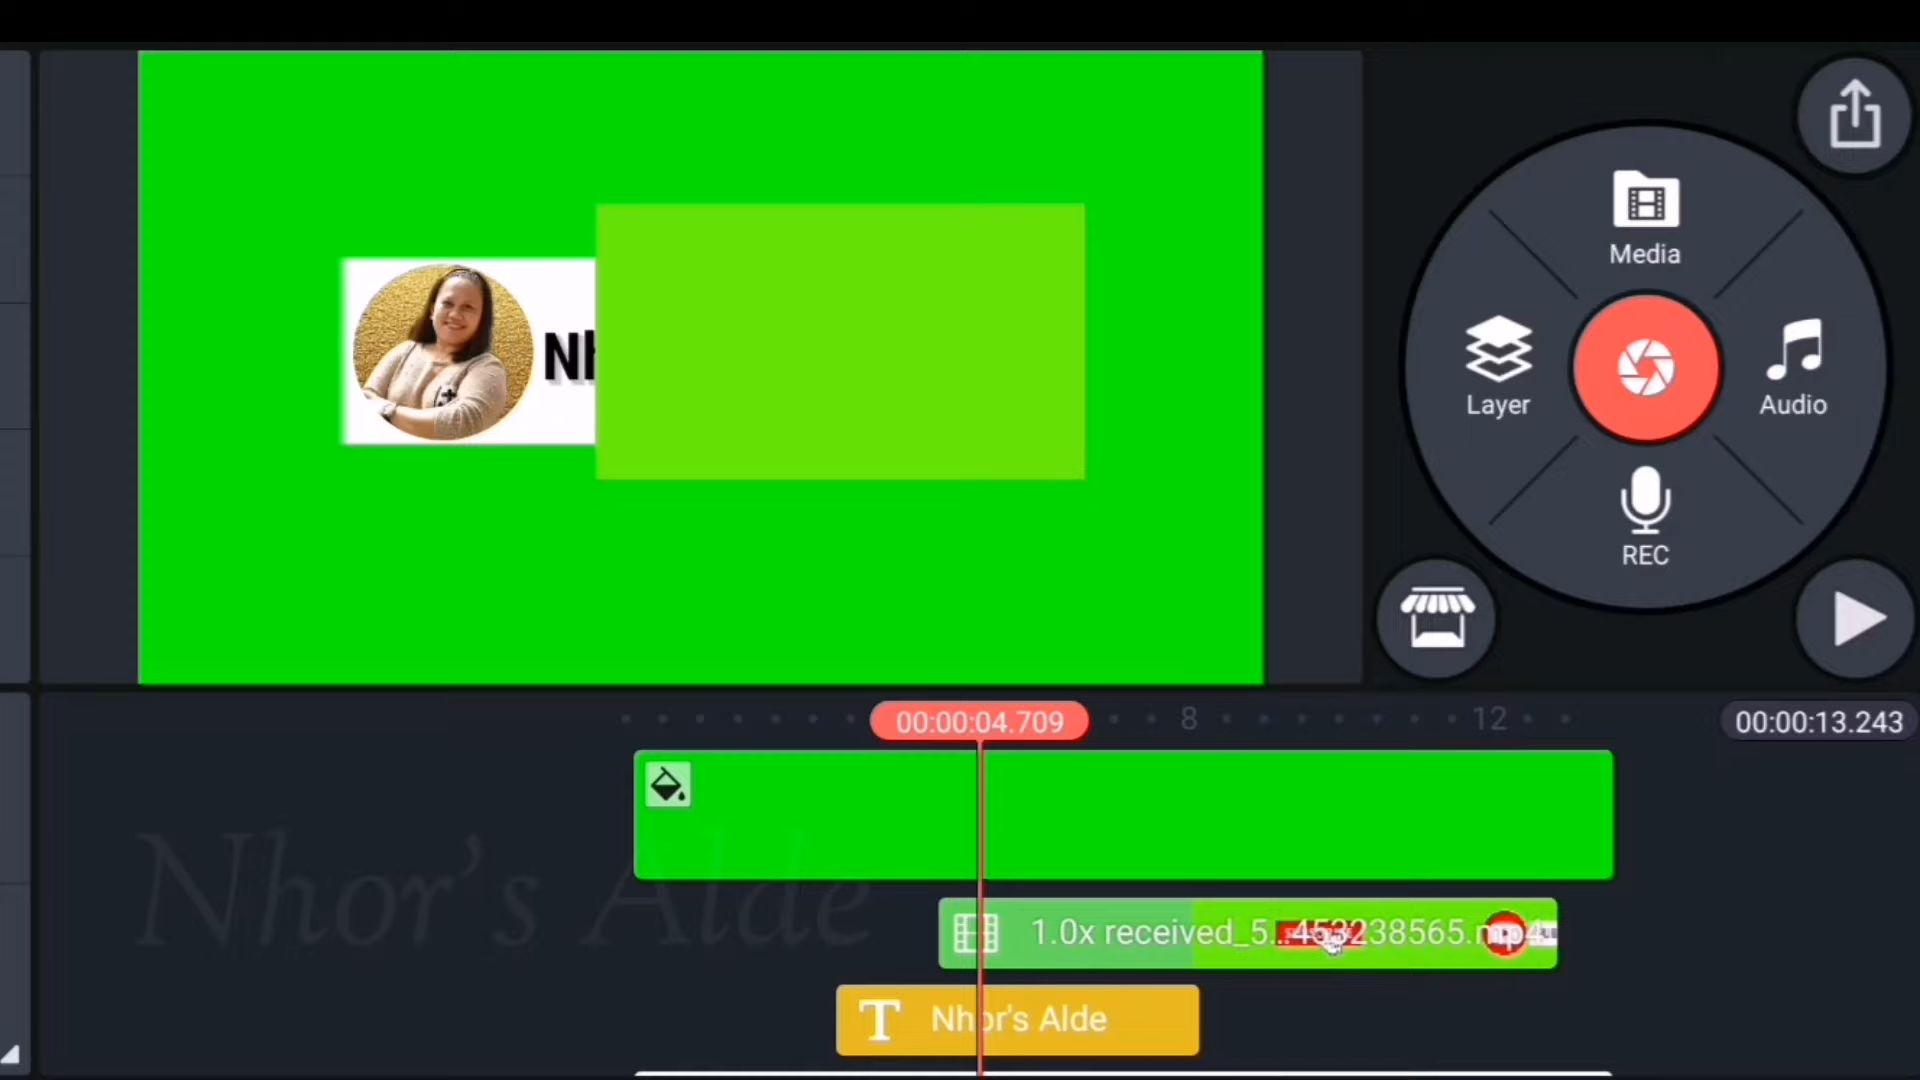 Nh
Media
Layer
Audio
REC
00:00:04.709
8
12
00:00:13.243
Nhor's Alde
1.0x received_5...453238565.mp4
T Nhor's Alde